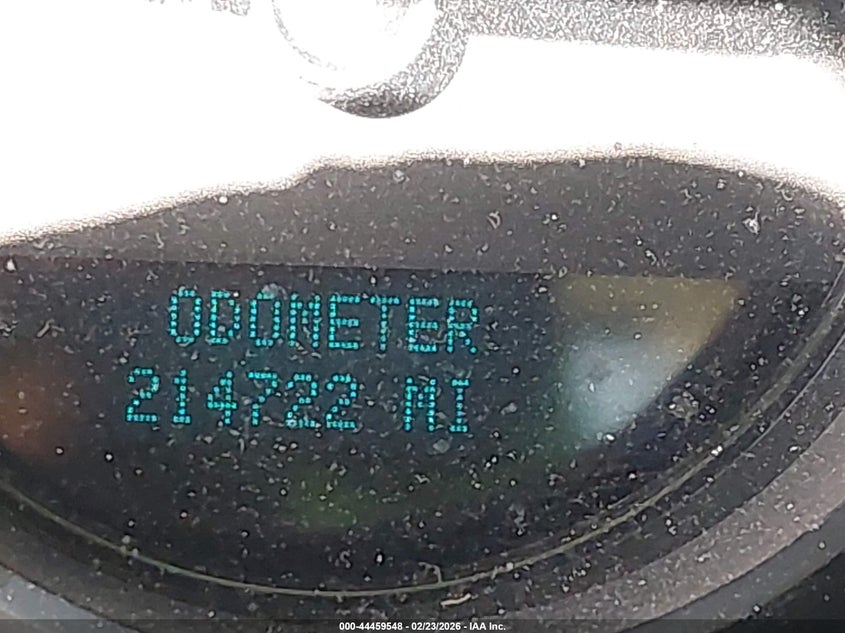 ODOMETER
214722 MI
000-44459548 - 02/23/2026 - IAA Inc.